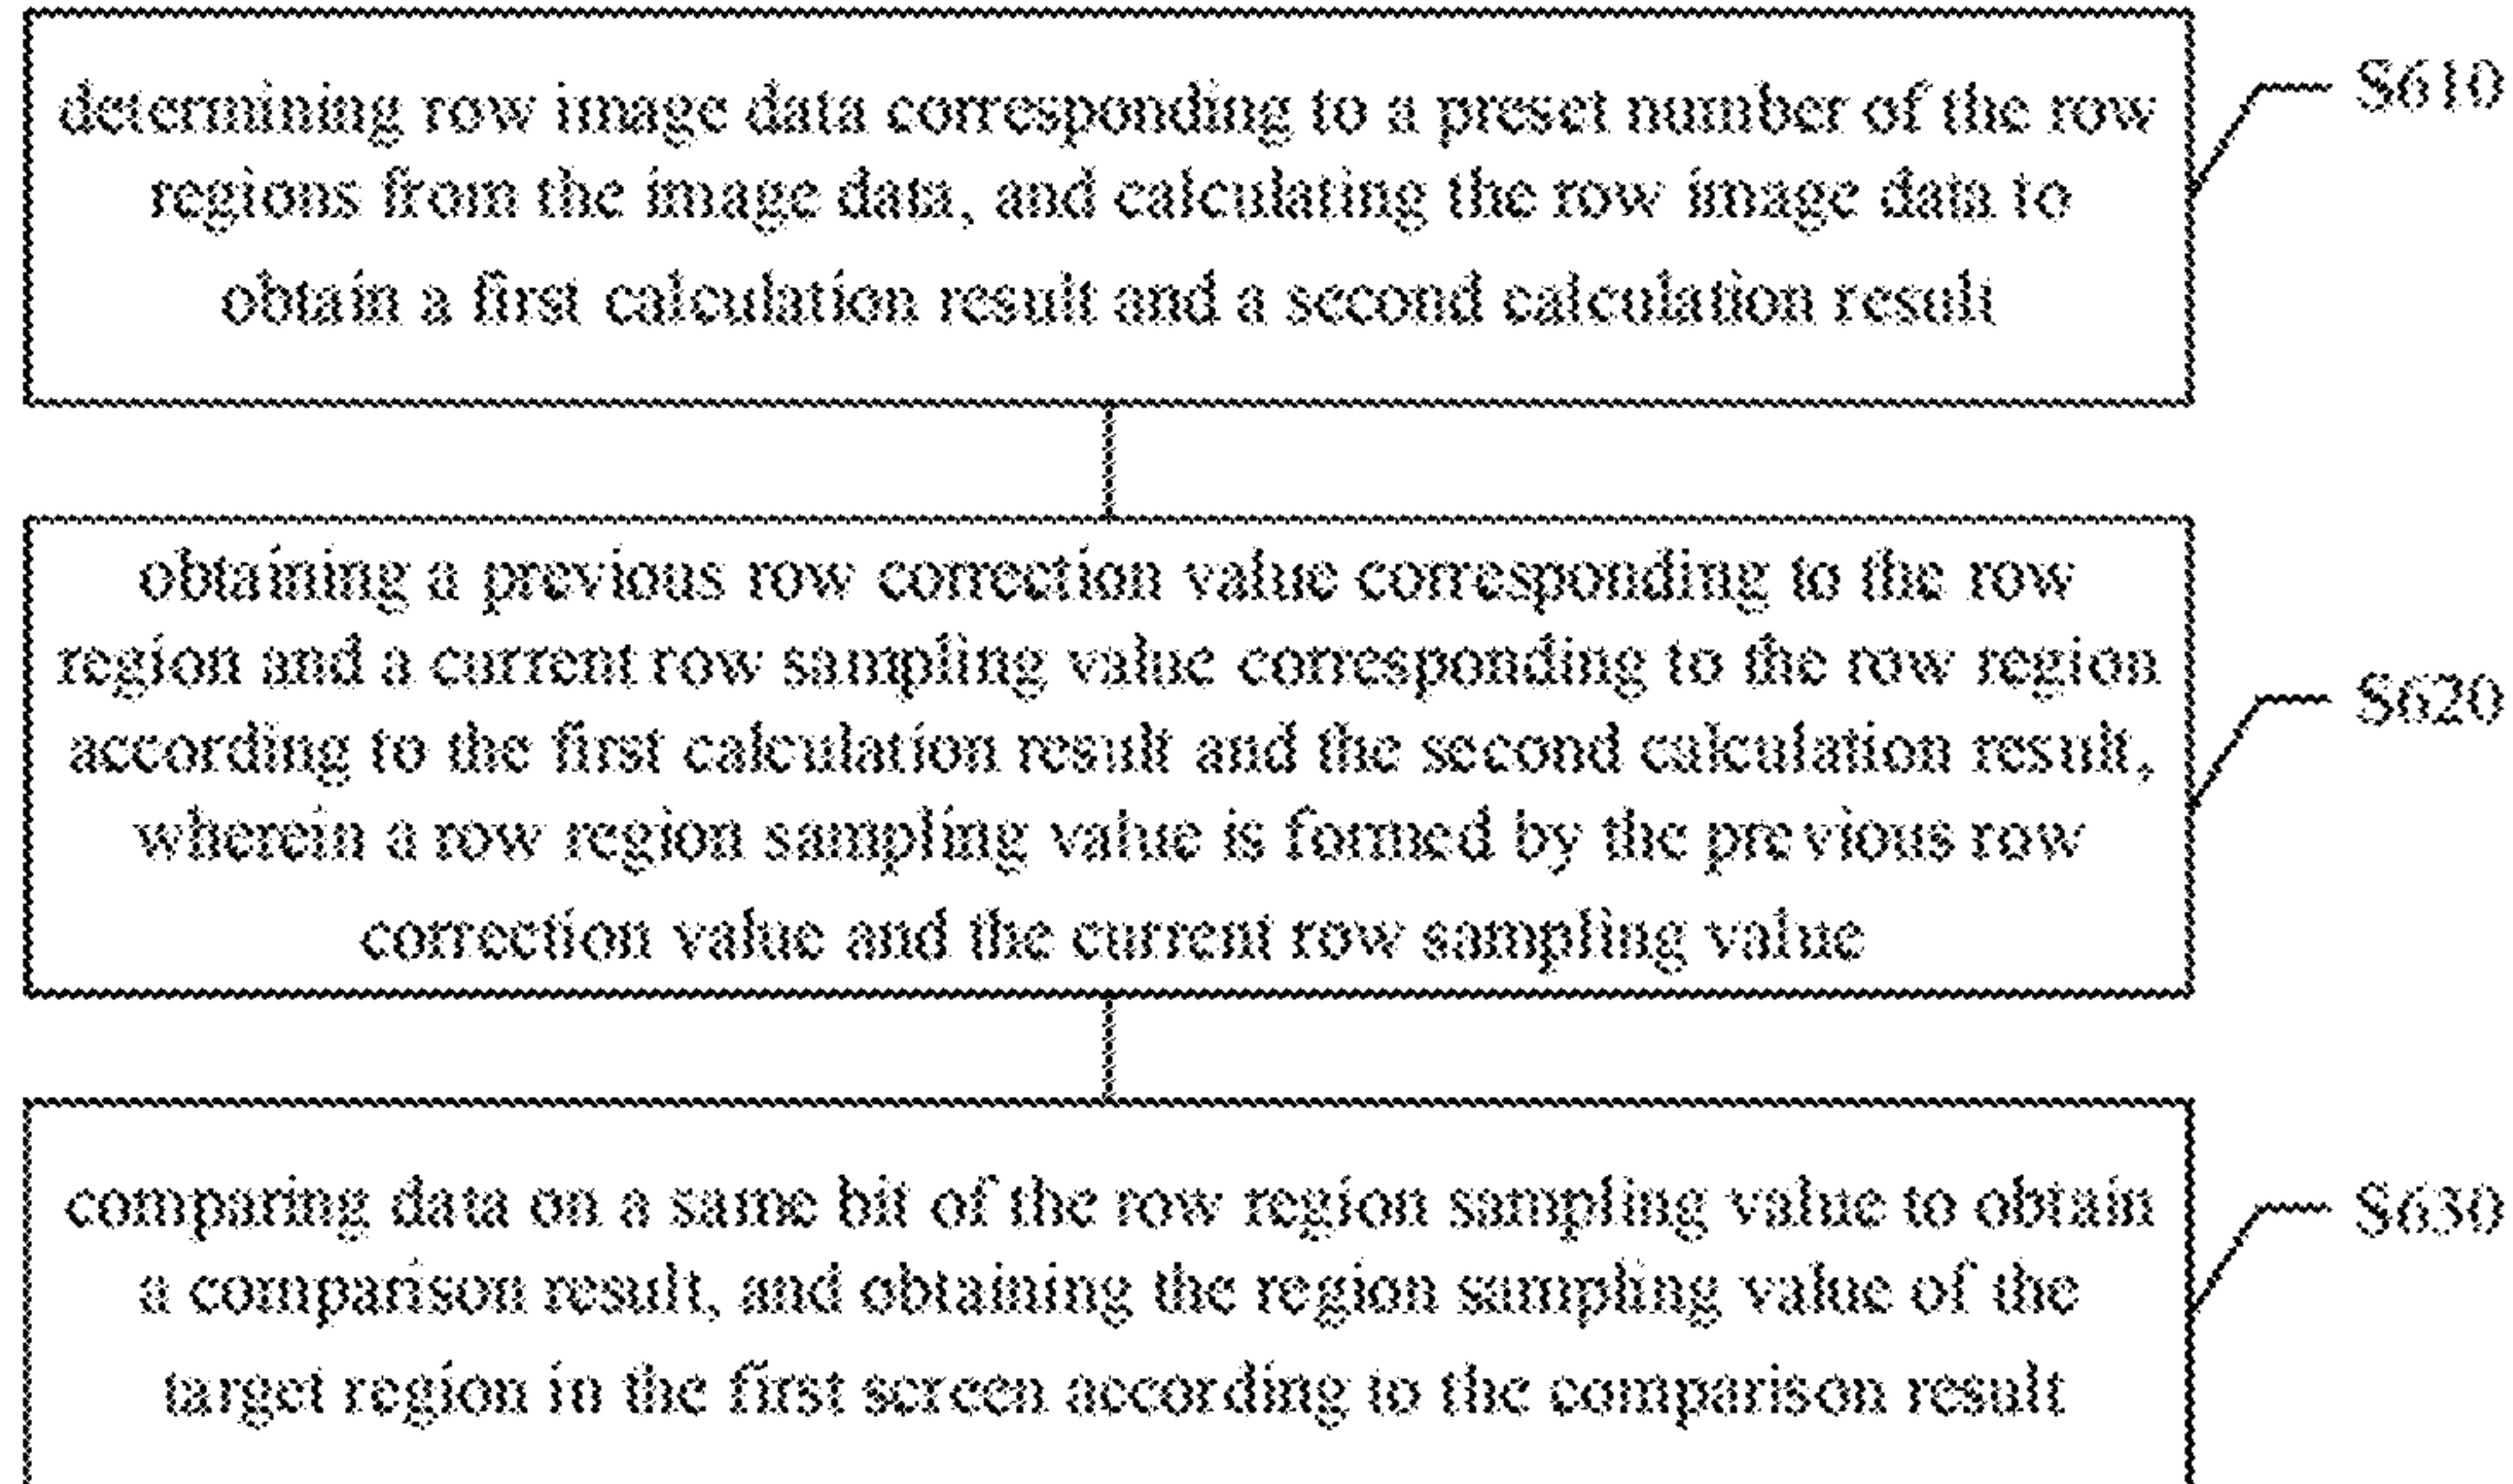 determining row image data corresponding to a preset number of the row
S610
regions from the image data, and calculating the row image data to
obtain a first calculation result and a second calculation result
obtaining a previous row correction value corresponding to the row
region and a current row sampling value corresponding to the row region
S620
according to the first calculation result and the second calculation result,
wherein a row region sampling value is formed by the previous row
correction value and the current row sampling value
comparing data on a same bit of the row region sampling value to obtain
S630
a comparison result, and obtaining the region sampling value of the
target region in the first screen according to the comparison result